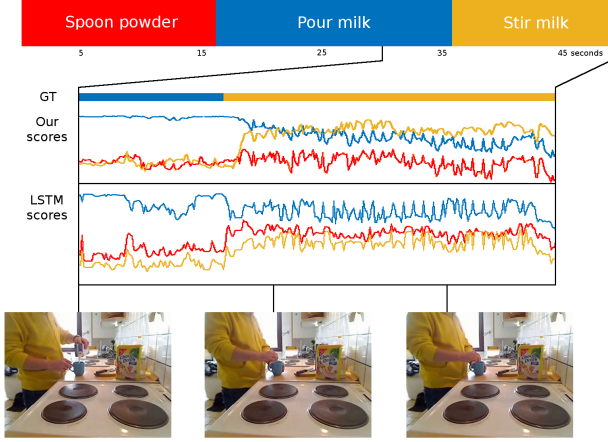 Spoon powder Pour milk Stir milk
5 15 25 35 45 seconds
GT
Our
scores
LSTM
scores